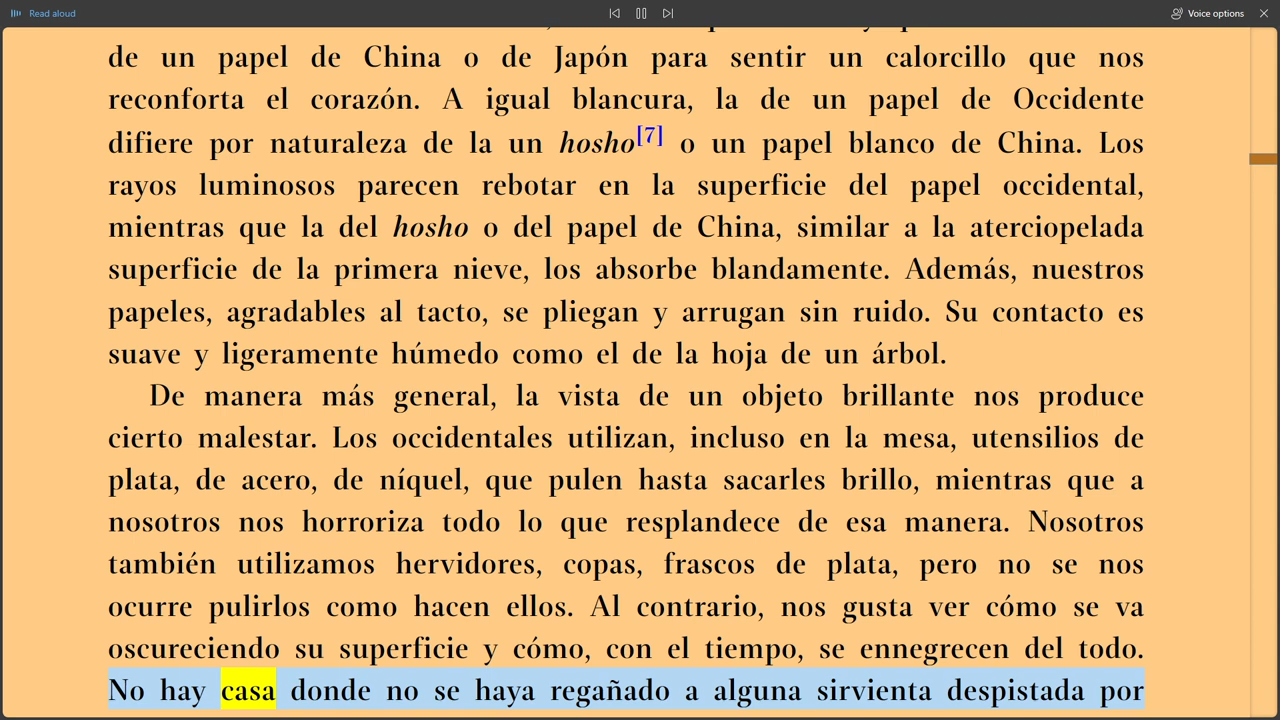 Read aloud
Voice options
de un papel de China o de Japón para sentir un calorcillo que nos
reconforta el corazón. A igual blancura, la de un papel de Occidente
difiere por naturaleza de la un hosho[7] o un papel blanco de China. Los
rayos luminosos parecen rebotar en la superficie del papel occidental,
mientras que la del hosho o del papel de China, similar a la aterciopelada
superficie de la primera nieve, los absorbe blandamente. Además, nuestros
papeles, agradables al tacto, se pliegan y arrugan sin ruido. Su contacto es
suave y ligeramente húmedo como el de la hoja de un árbol.
De manera más general, la vista de un objeto brillante nos produce
cierto malestar. Los occidentales utilizan, incluso en la mesa, utensilios de
plata, de acero, de níquel, que pulen hasta sacarles brillo, mientras que a
nosotros nos horroriza todo lo que resplandece de esa manera. Nosotros
también utilizamos hervidores, copas, frascos de plata, pero no se nos
ocurre pulirlos como hacen ellos. Al contrario, nos gusta ver cómo se va
oscureciendo su superficie y cómo, con el tiempo, se ennegrecen del todo.
No hay casa donde no se haya regañado a alguna sirvienta despistada por